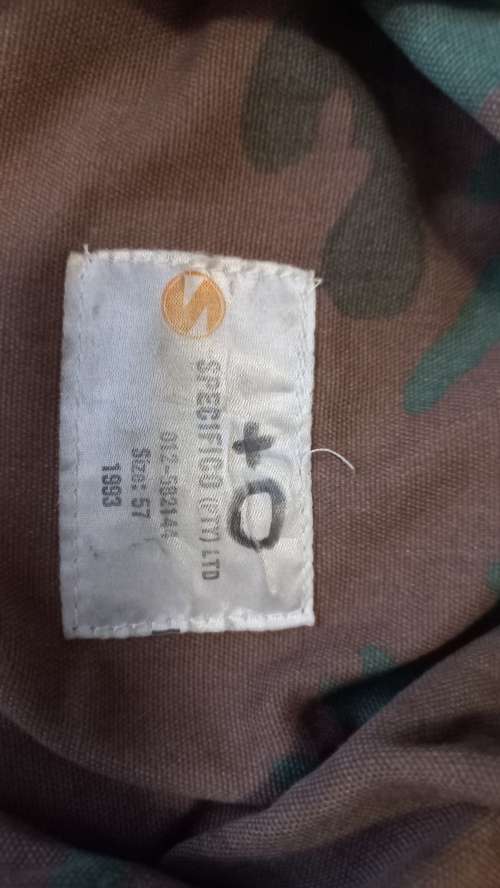 O+
SPECIFICO (PTY) LTD
Size: 57
1993